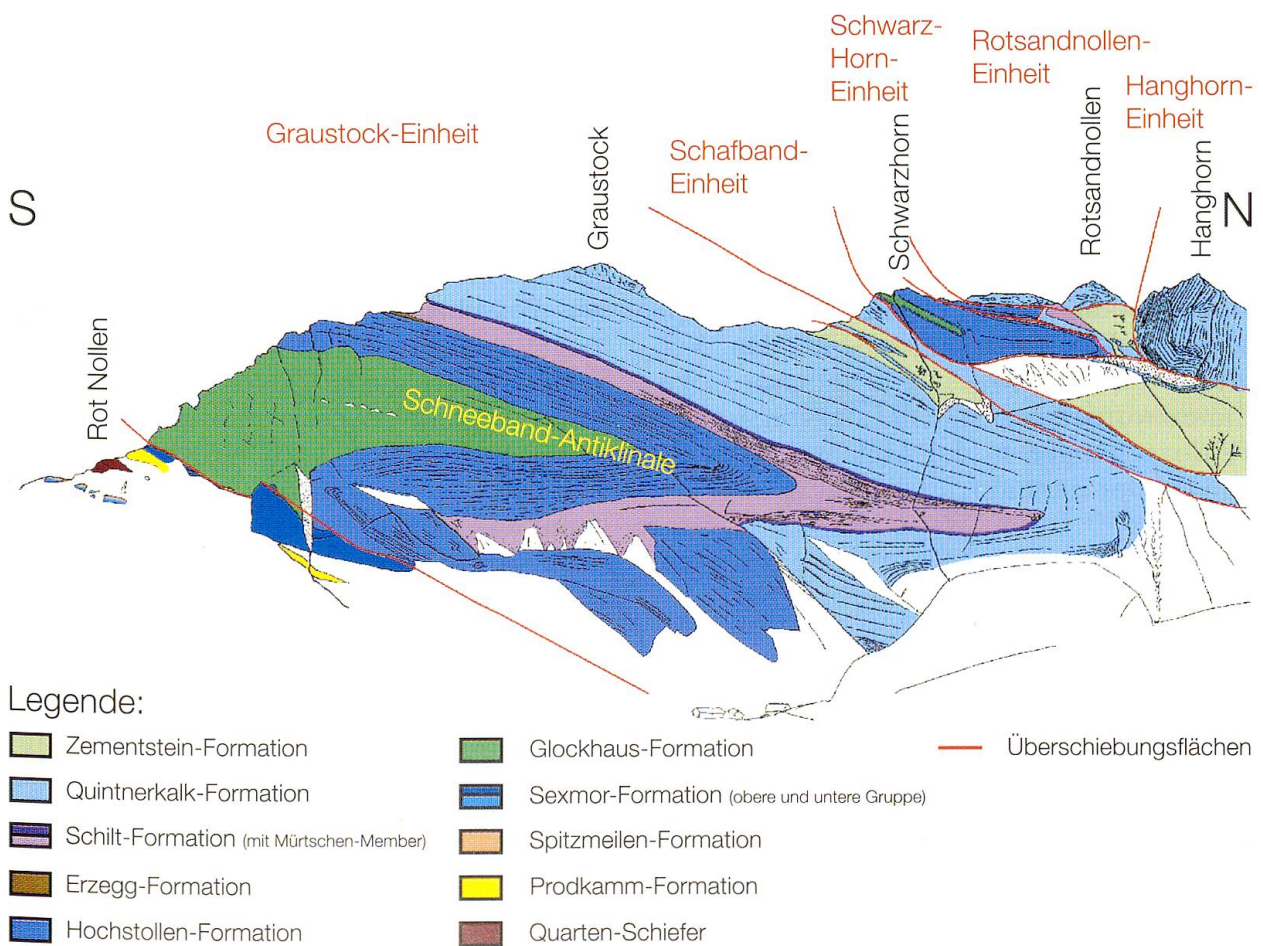 Schwarz-
Horn-
Einheit
Rotsandnollen-
Einheit
Hanghorn-
Einheit
Graustock-Einheit
Schafband-
Einheit
S
N
Rot Nollen
Graustock
Schwarzhorn
Rotsandnollen
Hanghorn
Schneeband-Antiklinale
Legende:
Zementstein-Formation
Quintnerkalk-Formation
Schilt-Formation (mit Mürtschen-Member)
Erzegg-Formation
Hochstollen-Formation
Glockhaus-Formation
Sexmor-Formation (obere und untere Gruppe)
Spitzmeilen-Formation
Prodkamm-Formation
Quarten-Schiefer
Überschiebungsflächen